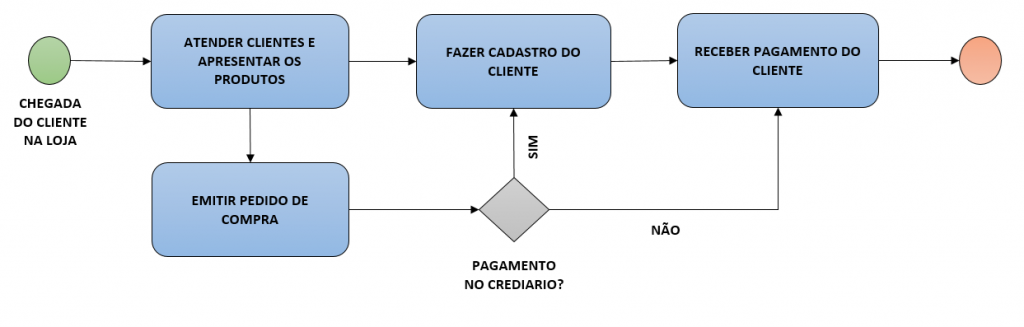 CHEGADA
DO CLIENTE
NA LOJA
ATENDER CLIENTES E
APRESENTAR OS
PRODUTOS
FAZER CADASTRO DO
CLIENTE
RECEBER PAGAMENTO DO
CLIENTE
EMITIR PEDIDO DE
COMPRA
SIM
NÃO
PAGAMENTO
NO CREDIARIO?